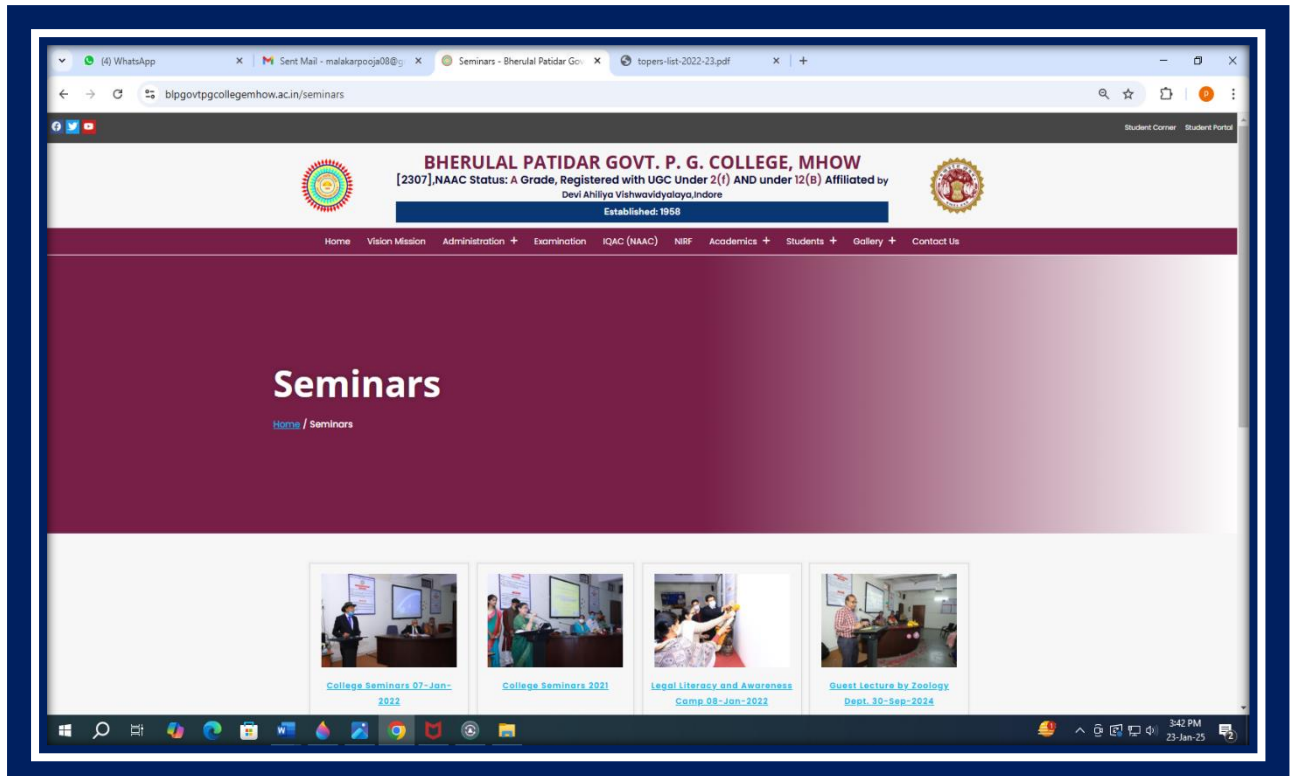 (4) WhatsApp
Sent Mail - malakarpooja08@g
Seminars - Bherulal Patidar Gov
topers-list-2022-23.pdf
blpgovtpgcollegemhow.ac.in/seminars
Student Corner Student Portal
BHERULAL PATIDAR GOVT. P. G. COLLEGE, MHOW
[2307],NAAC Status: A Grade, Registered with UGC Under 2(f) AND under 12(B) Affiliated by
Devi Ahiliya Vishwavidyalaya,Indore
Established: 1958
Home Vision Mission Administration + Examination IQAC (NAAC) NIRF Academics + Students + Gallery + Contact Us
Seminars
Home / Seminars
College Seminars 07-Jan-
2022
College Seminars 2021
Legal Literacy and Awareness
Camp 08-Jan-2022
Guest Lecture by Zoology
Dept. 30-Sep-2024
3:42 PM
23-Jan-25